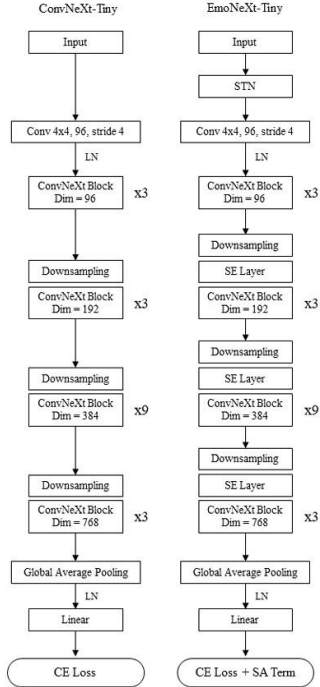 ConvNeXt-Tiny
Input
Conv 4x4, 96, stride 4
LN
ConvNeXt Block
Dim = 96
x3
Downsampling
ConvNeXt Block
Dim = 192
x3
Downsampling
ConvNeXt Block
Dim = 384
x9
Downsampling
ConvNeXt Block
Dim = 768
x3
Global Average Pooling
LN
Linear
CE Loss
EmoNeXt-Tiny
Input
STN
Conv 4x4, 96, stride 4
LN
ConvNeXt Block
Dim = 96
x3
Downsampling
SE Layer
ConvNeXt Block
Dim = 192
x3
Downsampling
SE Layer
ConvNeXt Block
Dim = 384
x9
Downsampling
SE Layer
ConvNeXt Block
Dim = 768
x3
Global Average Pooling
LN
Linear
CE Loss + SA Term